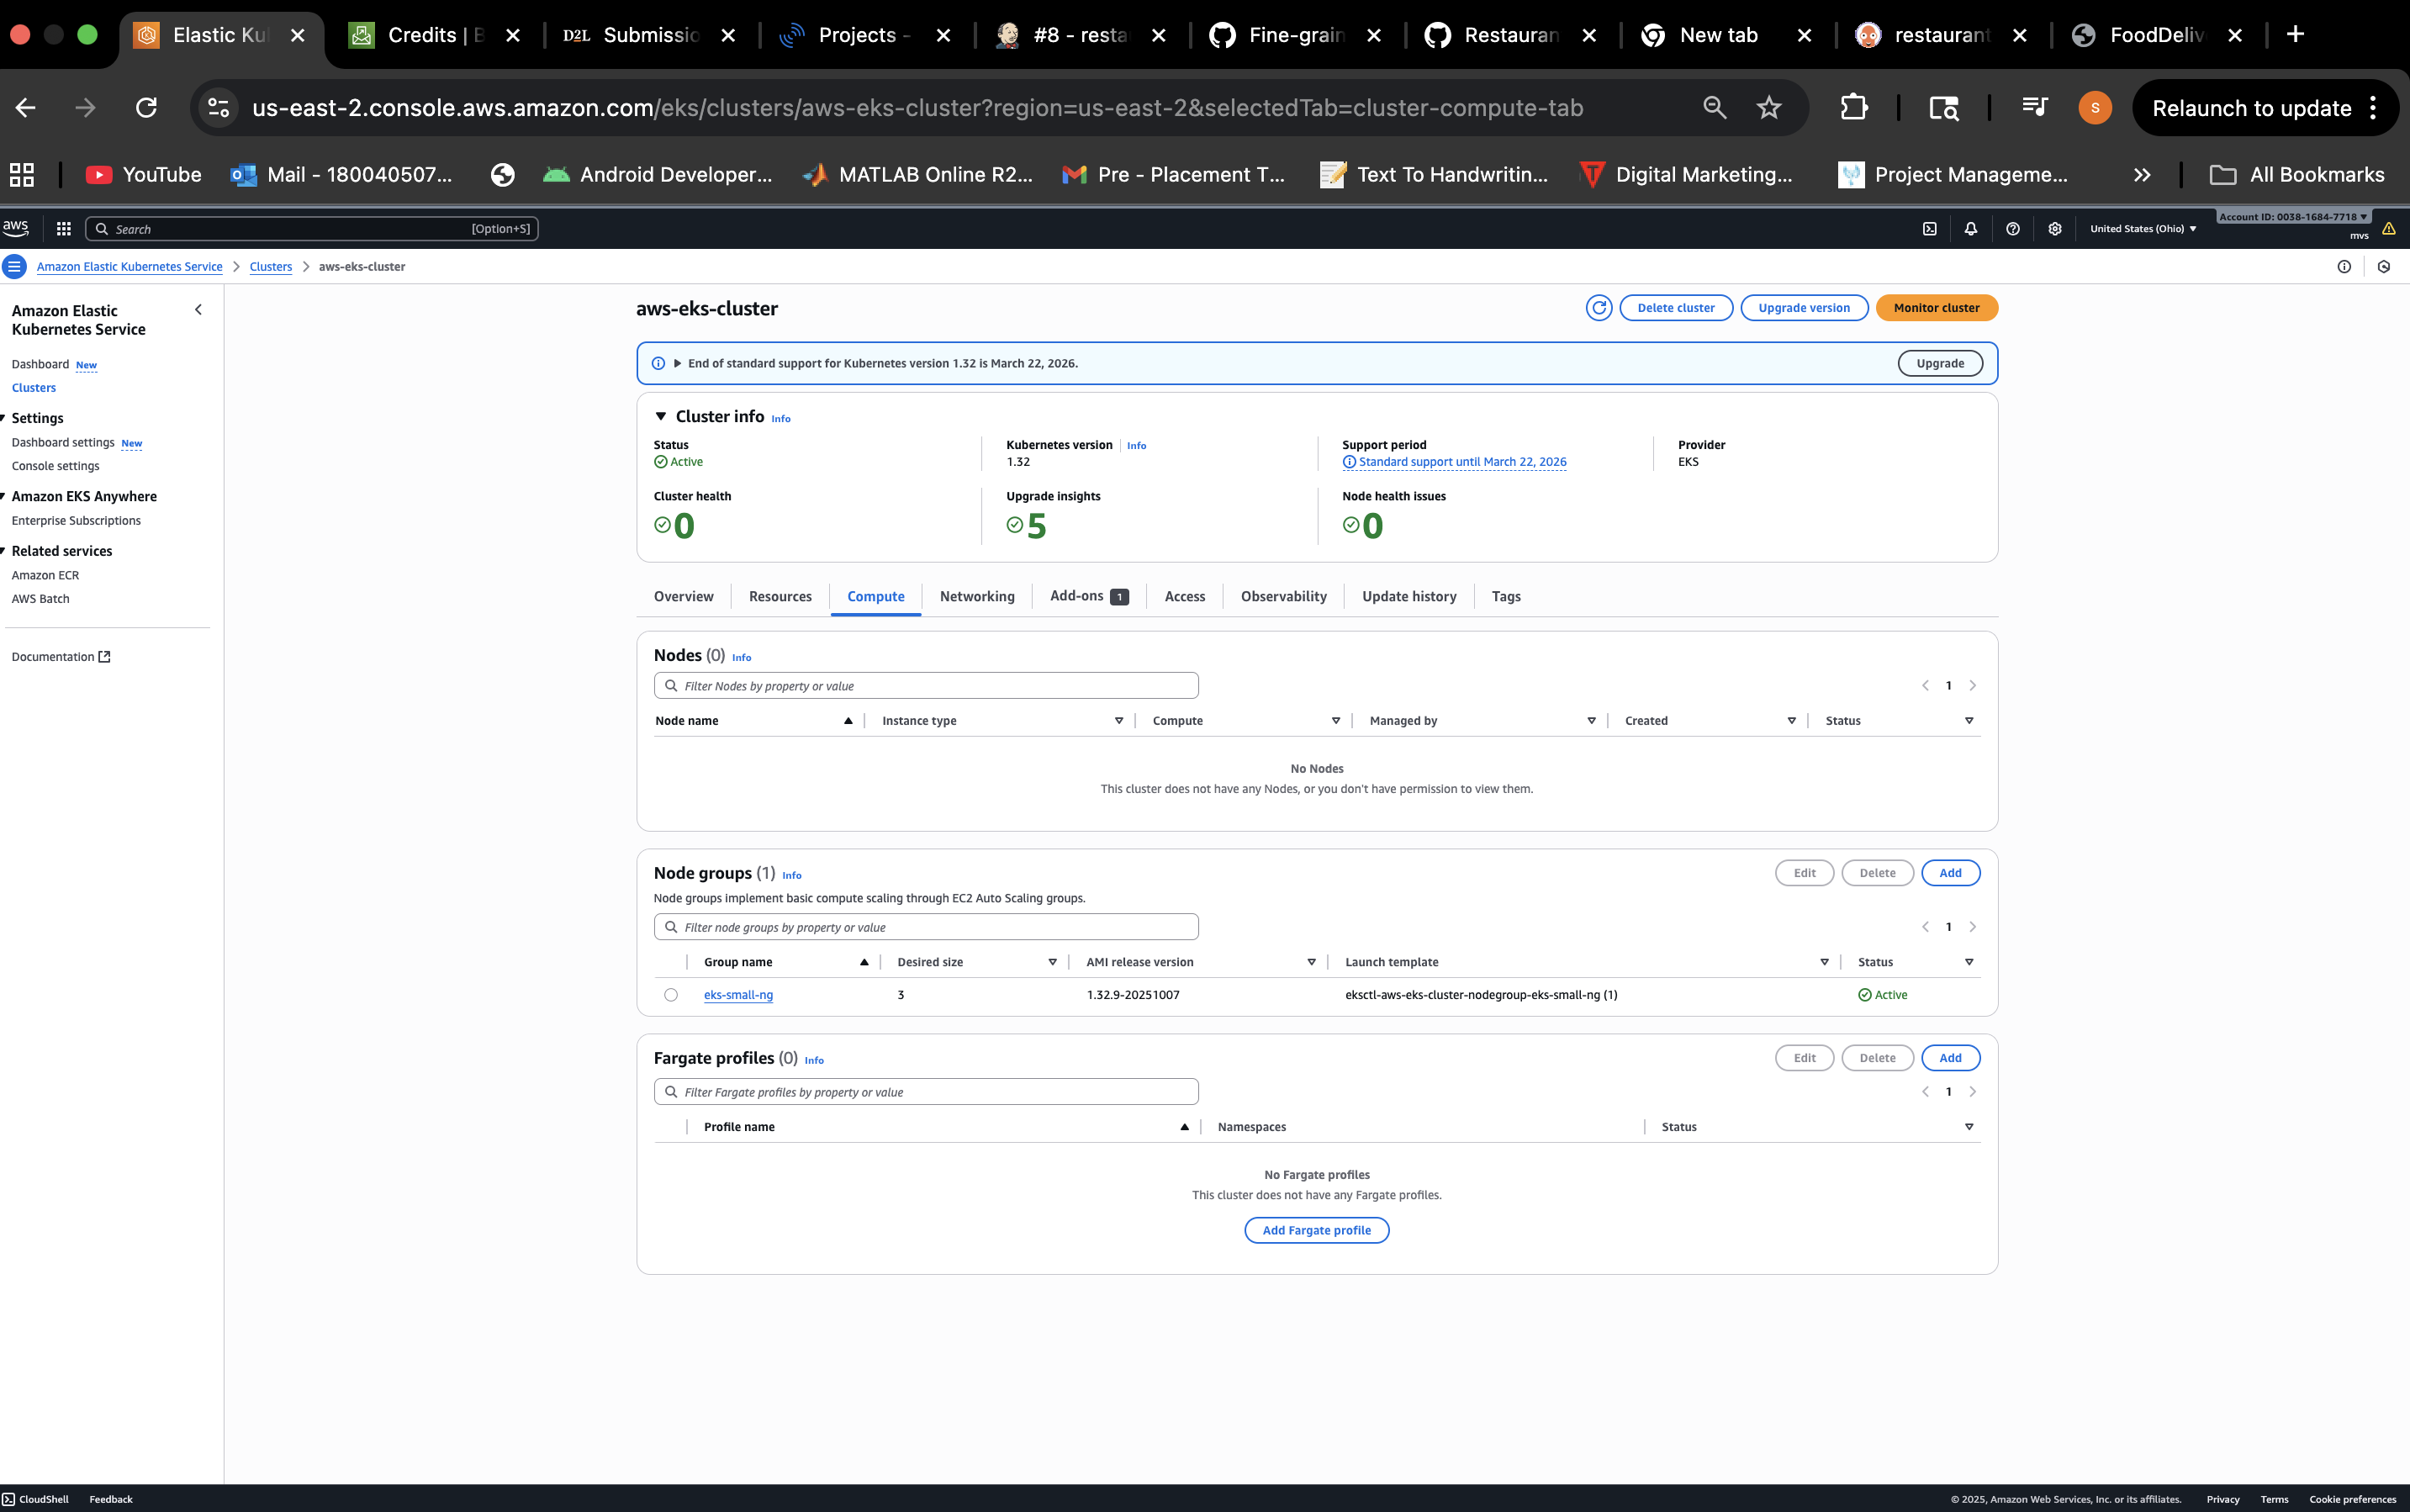 Elastic Kul
Credits | B
D2L Submissio
Projects -
#8 - resta
Fine-grain
Restauran
New tab
restaurant
FoodDeliv
us-east-2.console.aws.amazon.com/eks/clusters/aws-eks-cluster?region=us-east-2&selectedTab=cluster-compute-tab
S
Relaunch to update
YouTube
Mail - 180040507...
Android Developer...
MATLAB Online R2...
Pre - Placement T...
Text To Handwritin...
Digital Marketing...
Project Manageme...
All Bookmarks
aws
Search
[Option+S]
United States (Ohio)
Account ID: 0038-1684-7718
mvs
Amazon Elastic Kubernetes Service
Clusters
aws-eks-cluster
Amazon Elastic
Kubernetes Service
Dashboard New
Clusters
Settings
Dashboard settings New
Console settings
Amazon EKS Anywhere
Enterprise Subscriptions
Related services
Amazon ECR
AWS Batch
Documentation
aws-eks-cluster
Delete cluster
Upgrade version
Monitor cluster
End of standard support for Kubernetes version 1.32 is March 22, 2026.
Upgrade
Cluster info Info
Status
Active
Kubernetes version Info
1.32
Support period
Standard support until March 22, 2026
Provider
EKS
Cluster health
0
Upgrade insights
5
Node health issues
0
Overview
Resources
Compute
Networking
Add-ons 1
Access
Observability
Update history
Tags
Nodes (0) Info
Filter Nodes by property or value
1
Node name
Instance type
Compute
Managed by
Created
Status
No Nodes
This cluster does not have any Nodes, or you don't have permission to view them.
Node groups (1) Info
Edit
Delete
Add
Node groups implement basic compute scaling through EC2 Auto Scaling groups.
Filter node groups by property or value
1
Group name
Desired size
AMI release version
Launch template
Status
eks-small-ng
3
1.32.9-20251007
eksctl-aws-eks-cluster-nodegroup-eks-small-ng (1)
Active
Fargate profiles (0) Info
Edit
Delete
Add
Filter Fargate profiles by property or value
1
Profile name
Namespaces
Status
No Fargate profiles
This cluster does not have any Fargate profiles.
Add Fargate profile
CloudShell
Feedback
© 2025, Amazon Web Services, Inc. or its affiliates.
Privacy
Terms
Cookie preferences